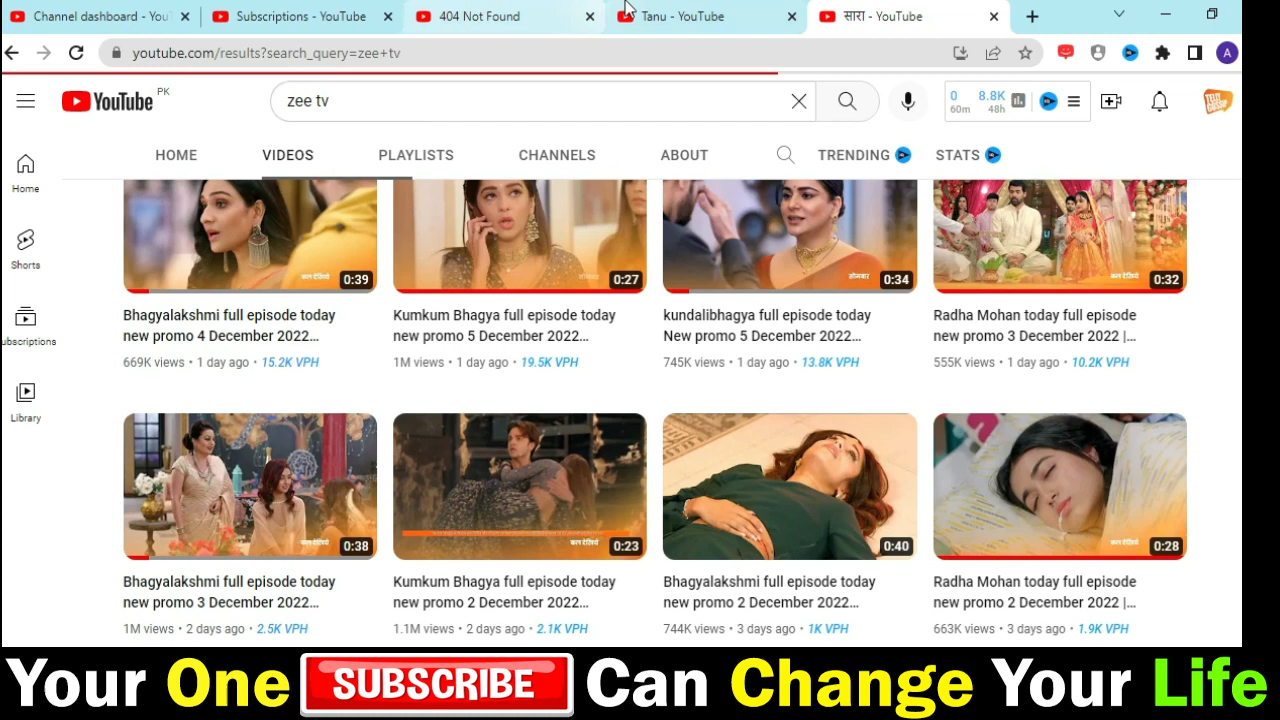 Channel dashboard - You
Subscriptions - YouTube
404 Not Found
Tanu - YouTube
सारा - YouTube
youtube.com/results?search_query=zee+tv
A
YouTube PK
zee tv
0
60m
8.8K
48h
HOME VIDEOS PLAYLISTS CHANNELS ABOUT TRENDING STATS
Home
Shorts
ubscriptions
Library
0:39
Bhagyalakshmi full episode today
new promo 4 December 2022...
669K views • 1 day ago • 15.2K VPH
0:27
Kumkum Bhagya full episode today
new promo 5 December 2022...
1M views • 1 day ago • 19.5K VPH
सोमवार
0:34
kundalibhagya full episode today
New promo 5 December 2022...
745K views • 1 day ago • 13.8K VPH
0:32
Radha Mohan today full episode
new promo 3 December 2022 |...
555K views • 1 day ago • 10.2K VPH
0:38
Bhagyalakshmi full episode today
new promo 3 December 2022...
1M views • 2 days ago • 2.5K VPH
0:23
Kumkum Bhagya full episode today
new promo 2 December 2022...
1.1M views • 2 days ago • 2.1K VPH
0:40
Bhagyalakshmi full episode today
new promo 2 December 2022...
744K views • 3 days ago • 1K VPH
0:28
Radha Mohan today full episode
new promo 2 December 2022 |...
663K views • 3 days ago • 1.9K VPH
Your One SUBSCRIBE Can Change Your Life